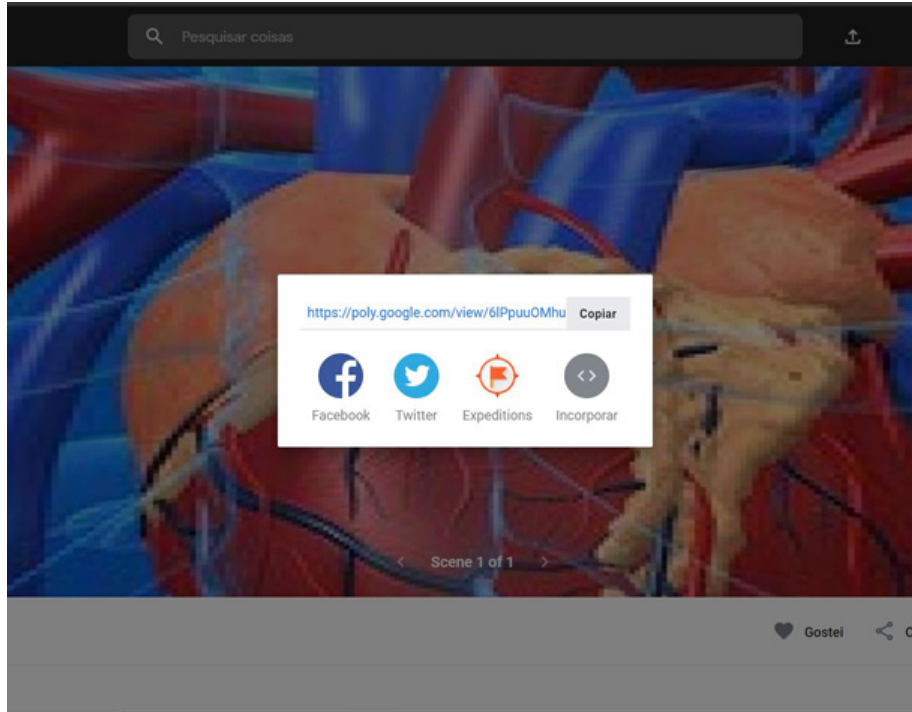 Pesquisar coisas
https://poly.google.com/view/6lPpuuOMhu Copiar
Facebook Twitter Expeditions Incorporar
Scene 1 of 1
Gostei